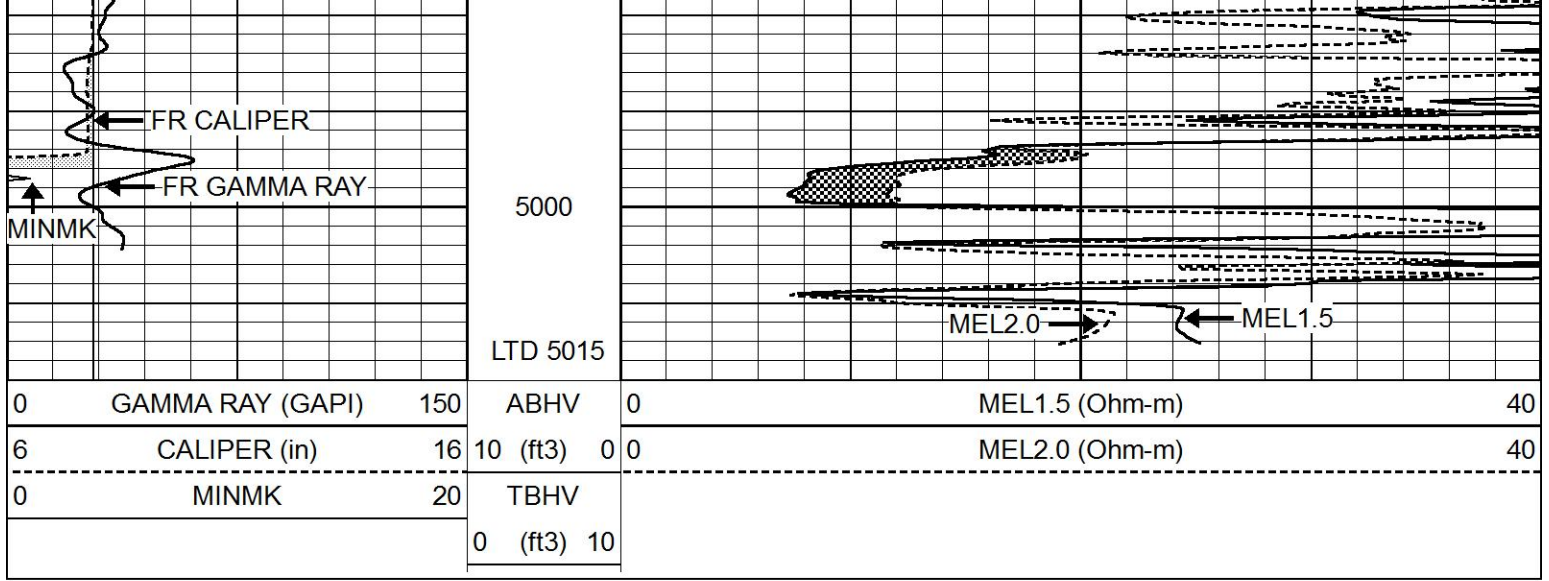 FR CALIPER
FR GAMMA RAY
5000
MINMK
MEL2.0
MEL1.5
LTD 5015
0 GAMMA RAY (GAPI) 150 ABHV 0 MEL1.5 (Ohm-m) 40
6 CALIPER (in) 16 10 (ft3) 0 0 MEL2.0 (Ohm-m) 40
0 MINMK 20 TBHV
0 (ft3) 10